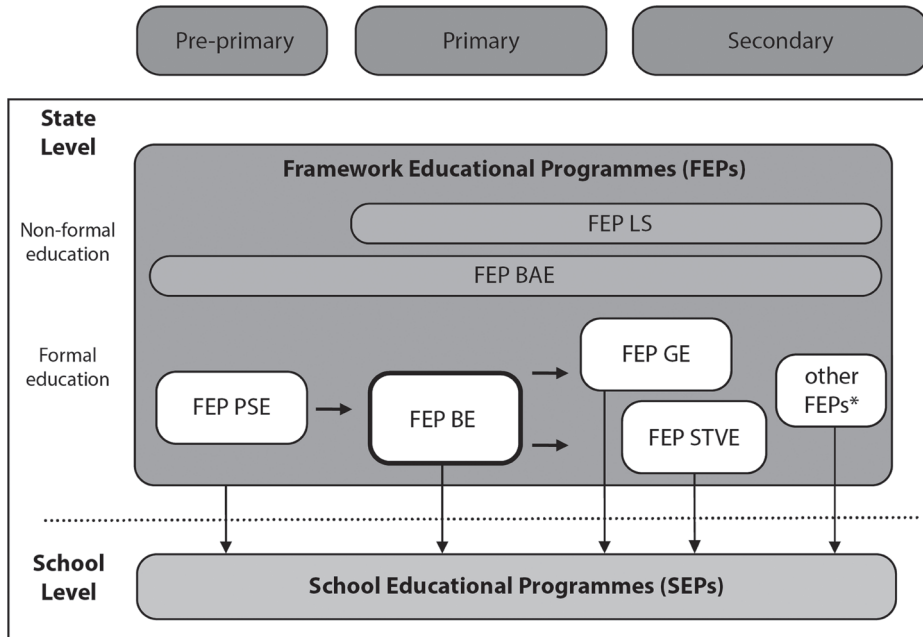 Pre-primary
Primary
Secondary
State
Level
Framework Educational Programmes (FEPs)
Non-formal
education
FEP LS
FEP BAE
Formal
education
FEP PSE
FEP BE
FEP GE
FEP STVE
other
FEPs*
School
Level
School Educational Programmes (SEPs)